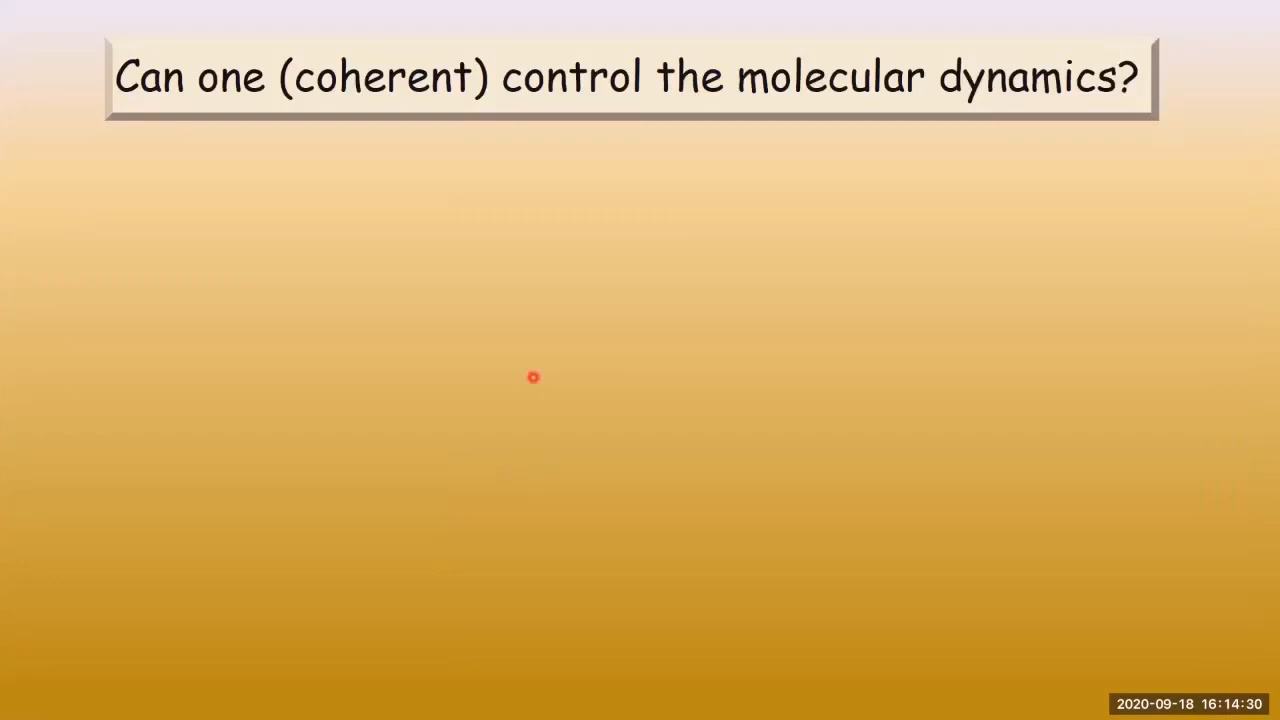 Can one (coherent) control the molecular dynamics?
2020-09-18 16:14:30